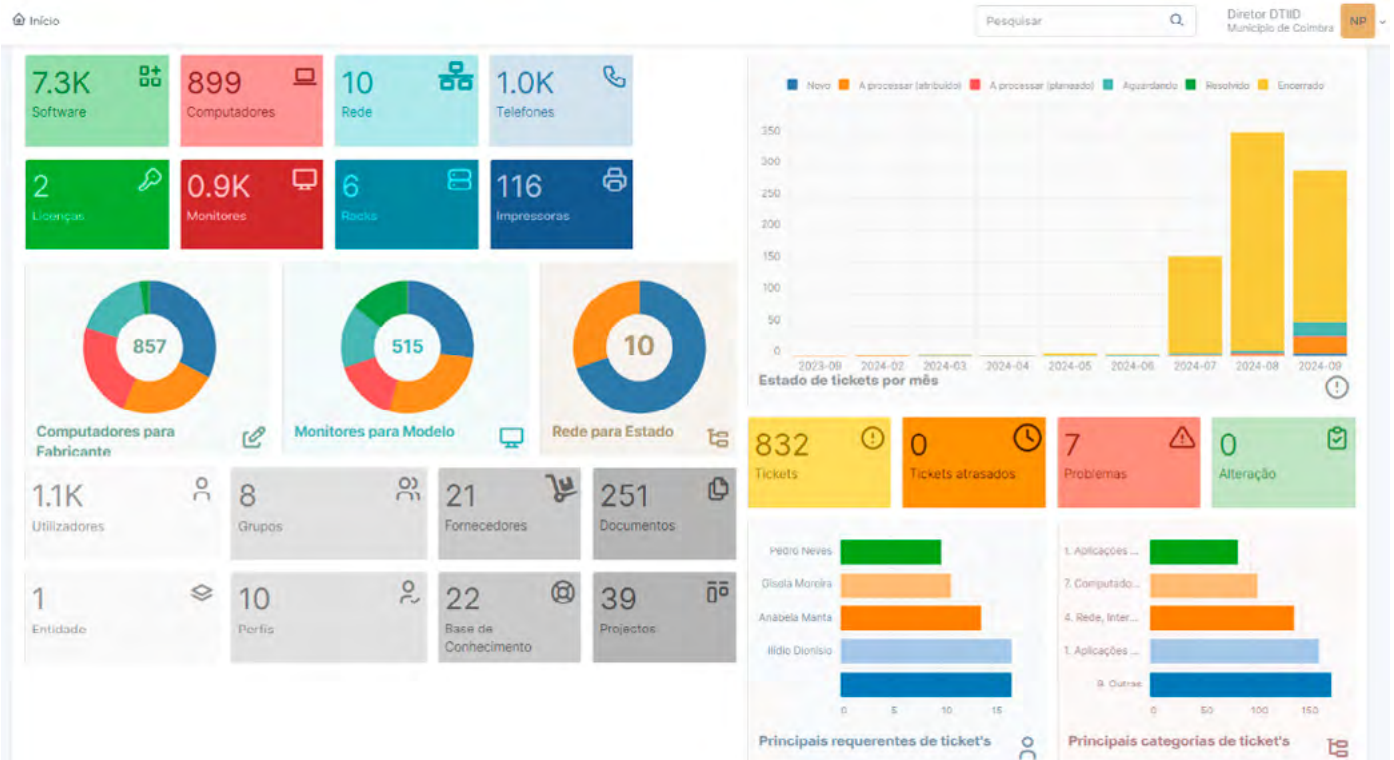 Início
Pesquisar
Diretor DTIID
Município de Coimbra
NP
7.3K
Software
899
Computadores
10
Rede
1.0K
Telefones
2
Licenças
0.9K
Monitores
6
Racks
116
Impressoras
857
Computadores para
Fabricante
515
Monitores para Modelo
10
Rede para Estado
1.1K
Utilizadores
8
Grupos
21
Fornecedores
251
Documentos
1
Entidade
10
Perfis
22
Base de
Conhecimento
39
Projectos
Novo A processar (atribuído) A processar (planeado) Aguardando Resolvido Encerrado
350
300
250
200
150
100
50
0
2023-09 2024-02 2024-03 2024-04 2024-05 2024-06 2024-07 2024-08 2024-09
Estado de tickets por mês
832
Tickets
0
Tickets atrasados
7
Problemas
0
Alteração
Pedro Neves
Gisela Moreira
Anabela Manta
Ilídio Dionísio
0 5 10 15
Principais requerentes de ticket's
1. Aplicações ...
7. Computado...
4. Rede, Inter...
1. Aplicações ...
9. Outras
0 50 100 150
Principais categorias de ticket's